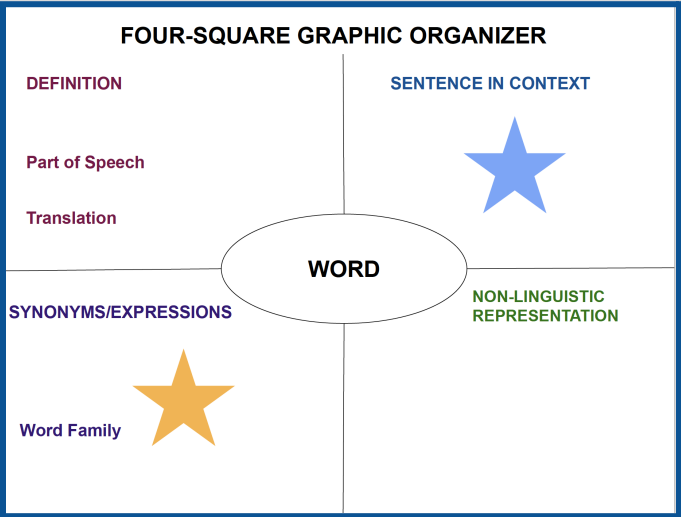 FOUR-SQUARE GRAPHIC ORGANIZER
DEFINITION
Part of Speech
Translation
SENTENCE IN CONTEXT
WORD
SYNONYMS/EXPRESSIONS
Word Family
NON-LINGUISTIC
REPRESENTATION